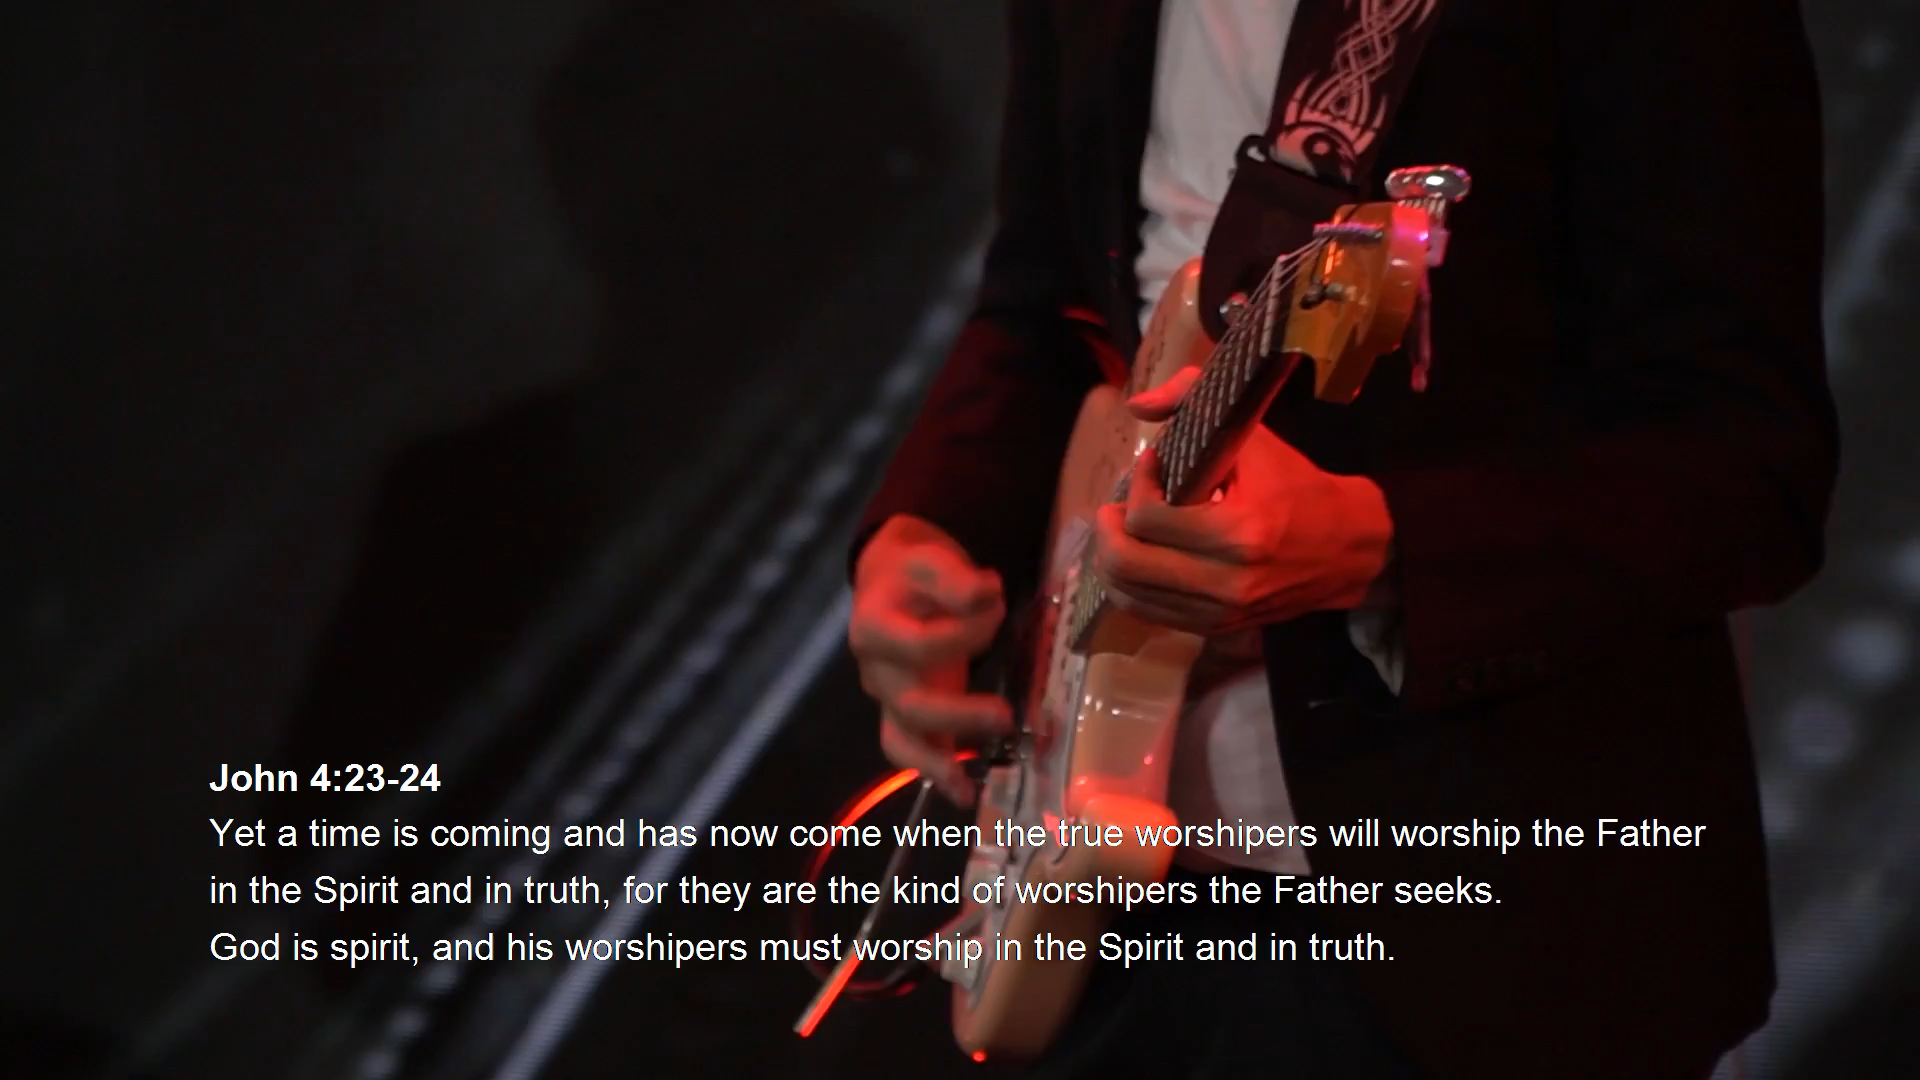 John 4:23-24
Yet a time is coming and has now come when the true worshipers will worship the Father
in the Spirit and in truth, for they are the kind of worshipers the Father seeks.
God is spirit, and his worshipers must worship in the Spirit and in truth.